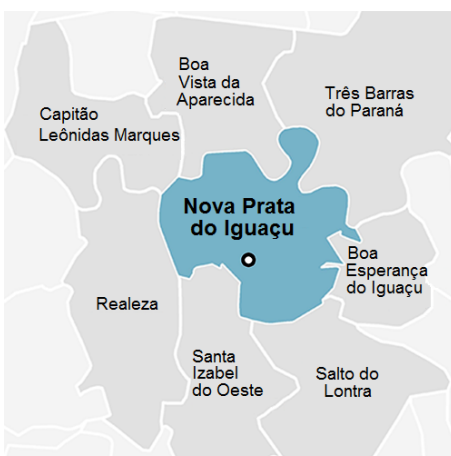 Boa
Vista da
Aparecida
Três Barras
do Paraná
Capitão
Leônidas Marques
Nova Prata
do Iguaçu
Boa
Esperança
do Iguaçu
Realeza
Santa
Izabel
do Oeste
Salto do
Lontra